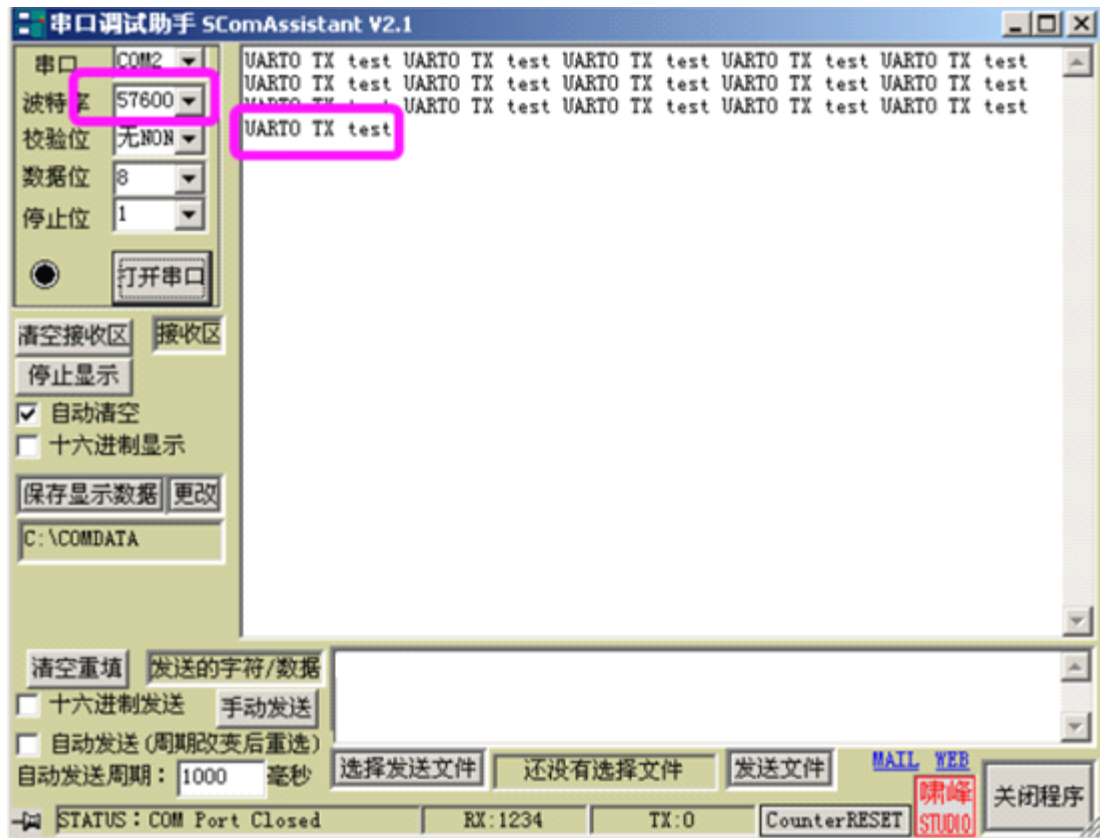 串口调试助手 SComAssistant V2.1
串口 COM2
波特率 57600
校验位 无NON
数据位 8
停止位 1
打开串口
清空接收区 接收区
停止显示
自动清空
十六进制显示
保存显示数据 更改
C:\COMDATA
UART0 TX test UART0 TX test UART0 TX test UART0 TX test UART0 TX test
UART0 TX test UART0 TX test UART0 TX test UART0 TX test UART0 TX test
UART0 TX test UART0 TX test UART0 TX test UART0 TX test UART0 TX test
UART0 TX test
清空重填 发送的字符/数据
十六进制发送 手动发送
自动发送(周期改变后重选)
自动发送周期: 1000 毫秒 选择发送文件 还没有选择文件 发送文件 MAIL WEB
啸峰
STUDIO
关闭程序
STATUS:COM Port Closed RX:1234 TX:0 CounterRESET